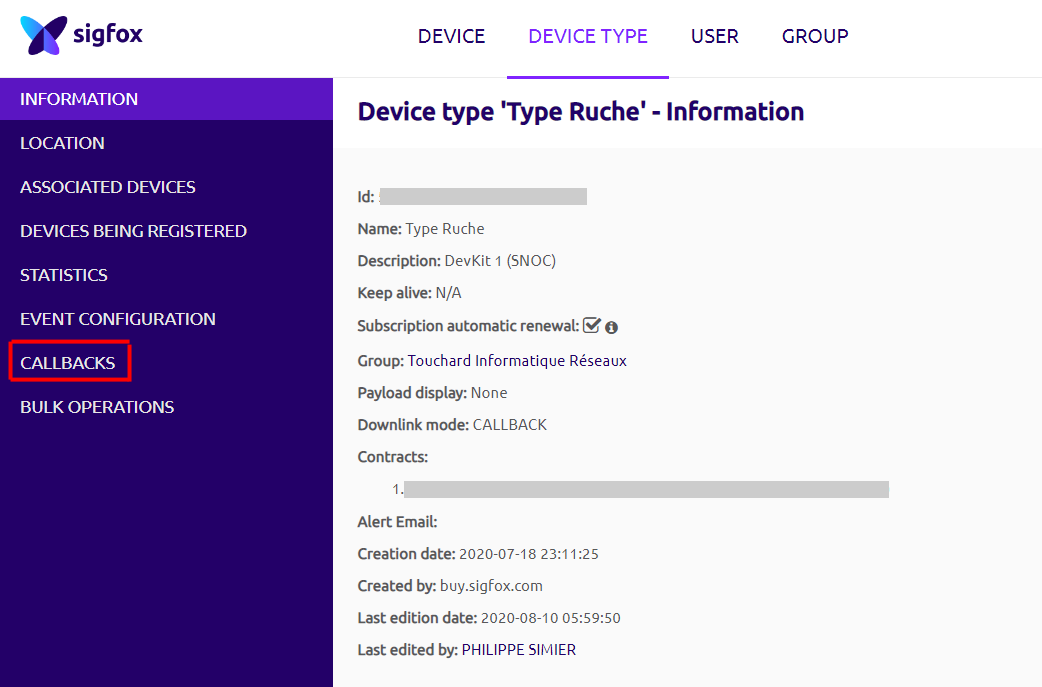 sigfox
DEVICE
DEVICE TYPE
USER
GROUP
INFORMATION
LOCATION
ASSOCIATED DEVICES
DEVICES BEING REGISTERED
STATISTICS
EVENT CONFIGURATION
CALLBACKS
BULK OPERATIONS
Device type 'Type Ruche' - Information
Id:
Name: Type Ruche
Description: DevKit 1 (SNOC)
Keep alive: N/A
Subscription automatic renewal:
Group: Touchard Informatique Réseaux
Payload display: None
Downlink mode: CALLBACK
Contracts:
1.
Alert Email:
Creation date: 2020-07-18 23:11:25
Created by: buy.sigfox.com
Last edition date: 2020-08-10 05:59:50
Last edited by: PHILIPPE SIMIER